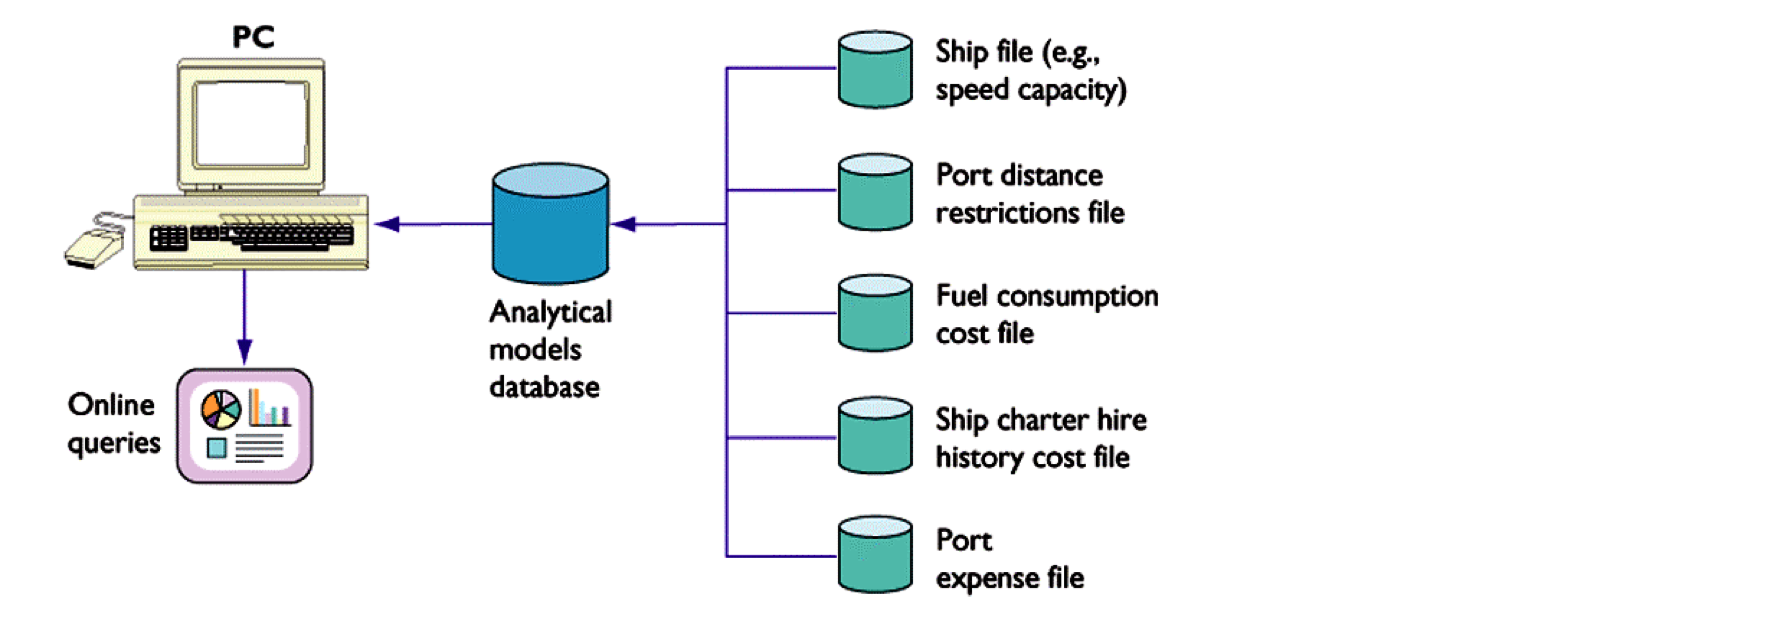 PC
Ship file (e.g.,
speed capacity)
Port distance
restrictions file
Analytical
models
database
Fuel consumption
cost file
Online
queries
Ship charter hire
history cost file
Port
expense file